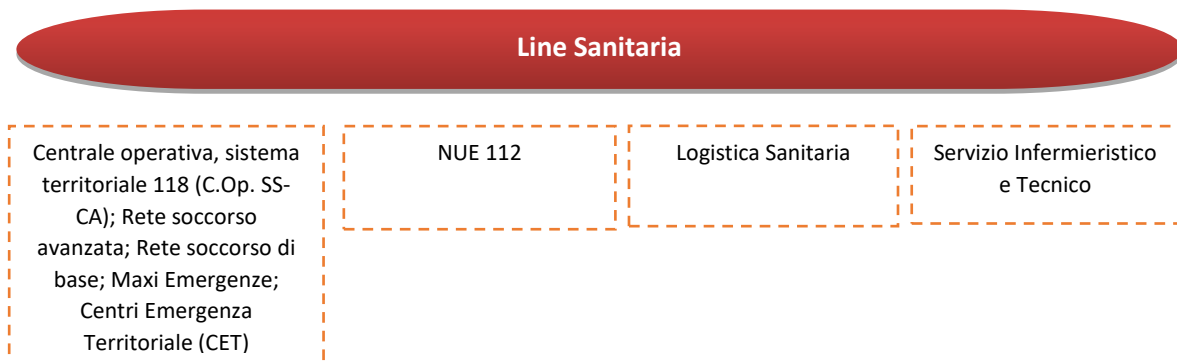 Line Sanitaria
Centrale operativa, sistema
territoriale 118 (C.Op. SS-
CA); Rete soccorso
avanzata; Rete soccorso di
base; Maxi Emergenze;
Centri Emergenza
Territoriale (CET)
NUE 112
Logistica Sanitaria
Servizio Infermieristico
e Tecnico